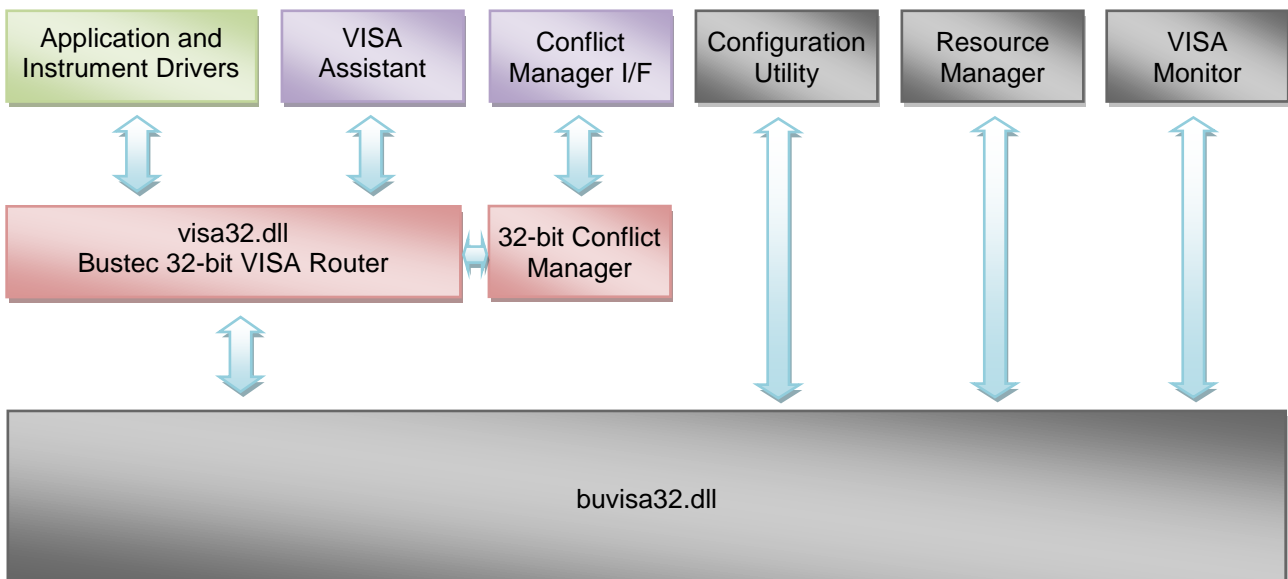 Application and
Instrument Drivers
VISA
Assistant
Conflict
Manager I/F
Configuration
Utility
Resource
Manager
VISA
Monitor
visa32.dll
Bustec 32-bit VISA Router
32-bit Conflict
Manager
buvisa32.dll